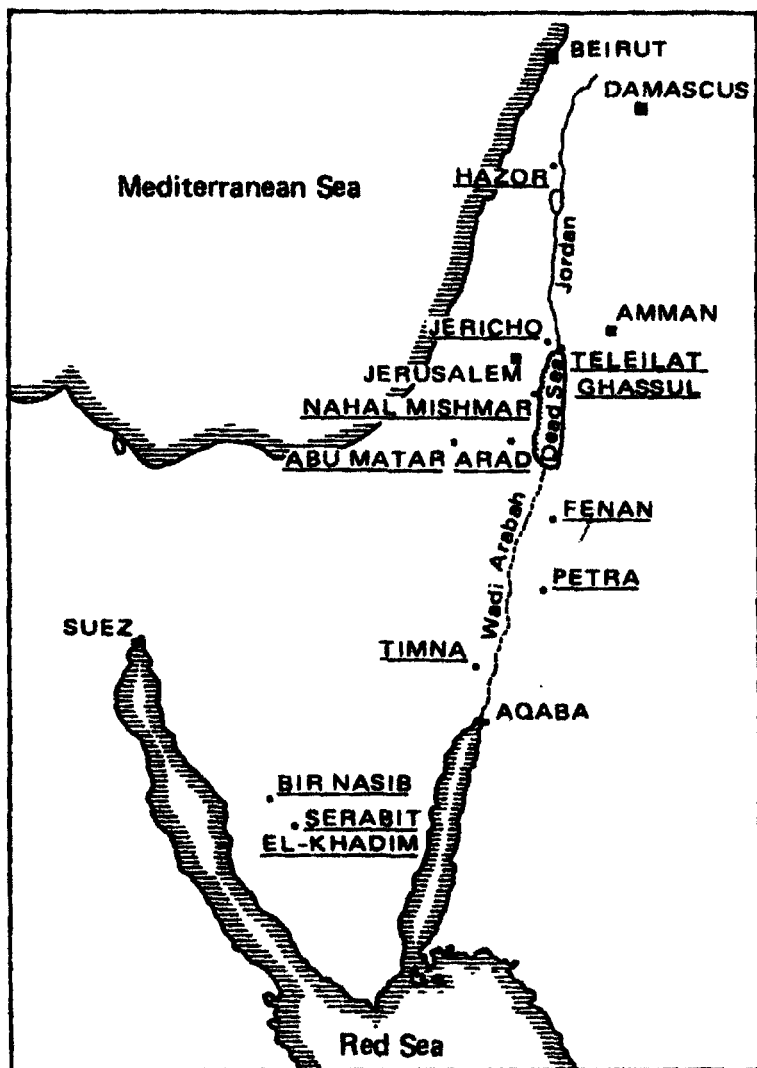 BEIRUT
DAMASCUS
Mediterranean Sea
HAZOR
Jordan
AMMAN
JERICHO
JERUSALEM
TELEILAT
GHASSUL
Dead Sea
NAHAL MISHMAR
ABU MATAR
ARAD
FENAN
Wadi Arabah
PETRA
SUEZ
TIMNA
AQABA
BIR NASIB
SERABIT
EL-KHADIM
Red Sea